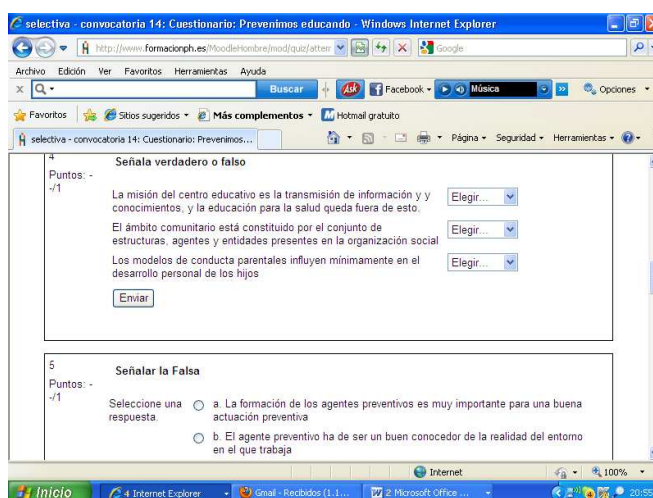 selectiva - convocatoria 14: Cuestionario: Prevenimos educando - Windows Internet Explorer
http://www.formacionph.es/MoodleHombre/mod/quiz/atterr
Google
Archivo Edición Ver Favoritos Herramientas Ayuda
x Q Buscar Ask Facebook Música Opciones
Favoritos Sitios sugeridos Más complementos Hotmail gratuito
selectiva - convocatoria 14: Cuestionario: Prevenimos... Página Seguridad Herramientas
4
Señala verdadero o falso
Puntos: -
-/1
La misión del centro educativo es la transmisión de información y y Elegir...
conocimientos, y la educación para la salud queda fuera de esto.
El ámbito comunitario está constituido por el conjunto de Elegir...
estructuras, agentes y entidades presentes en la organización social
Los modelos de conducta parentales influyen mínimamente en el Elegir...
desarrollo personal de los hijos
Enviar
5
Señalar la Falsa
Puntos: -
-/1
Seleccione una a. La formación de los agentes preventivos es muy importante para una buena
respuesta. actuación preventiva
b. El agente preventivo ha de ser un buen conocedor de la realidad del entorno
en el que trabaja
Internet 100%
Inicio 4 Internet Explorer Gmail - Recibidos (1.1... 2 Microsoft Office ... 20:55